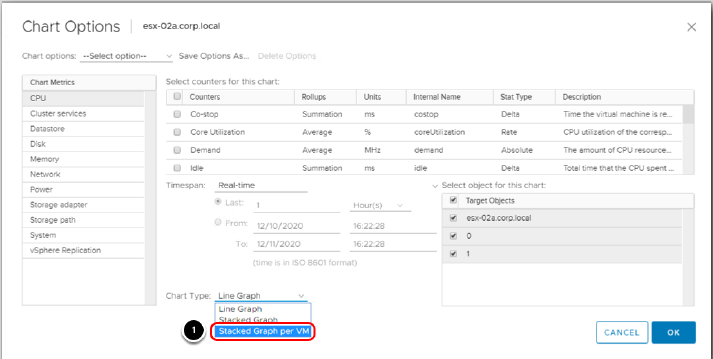 Chart Options | esx-02a.corp.local
Chart options: --Select option-- Save Options As... Delete Options
Chart Metrics
CPU
Cluster services
Datastore
Disk
Memory
Network
Power
Storage adapter
Storage path
System
vSphere Replication
Select counters for this chart:
Counters Rollups Units Internal Name Stat Type Description
Co-stop Summation ms costop Delta Time the virtual machine is re...
Core Utilization Average % coreUtilization Rate CPU utilization of the corresp...
Demand Average MHz demand Absolute The amount of CPU resource...
Idle Summation ms idle Delta Total time that the CPU spent ...
Timespan: Real-time
Last: 1 Hour(s)
From: 12/10/2020 16:22:28
To: 12/11/2020 16:22:28
(time is in ISO 8601 format)
Select object for this chart:
Target Objects
esx-02a.corp.local
0
1
Chart Type: Line Graph
Line Graph
Stacked Graph
1 Stacked Graph per VM
CANCEL OK